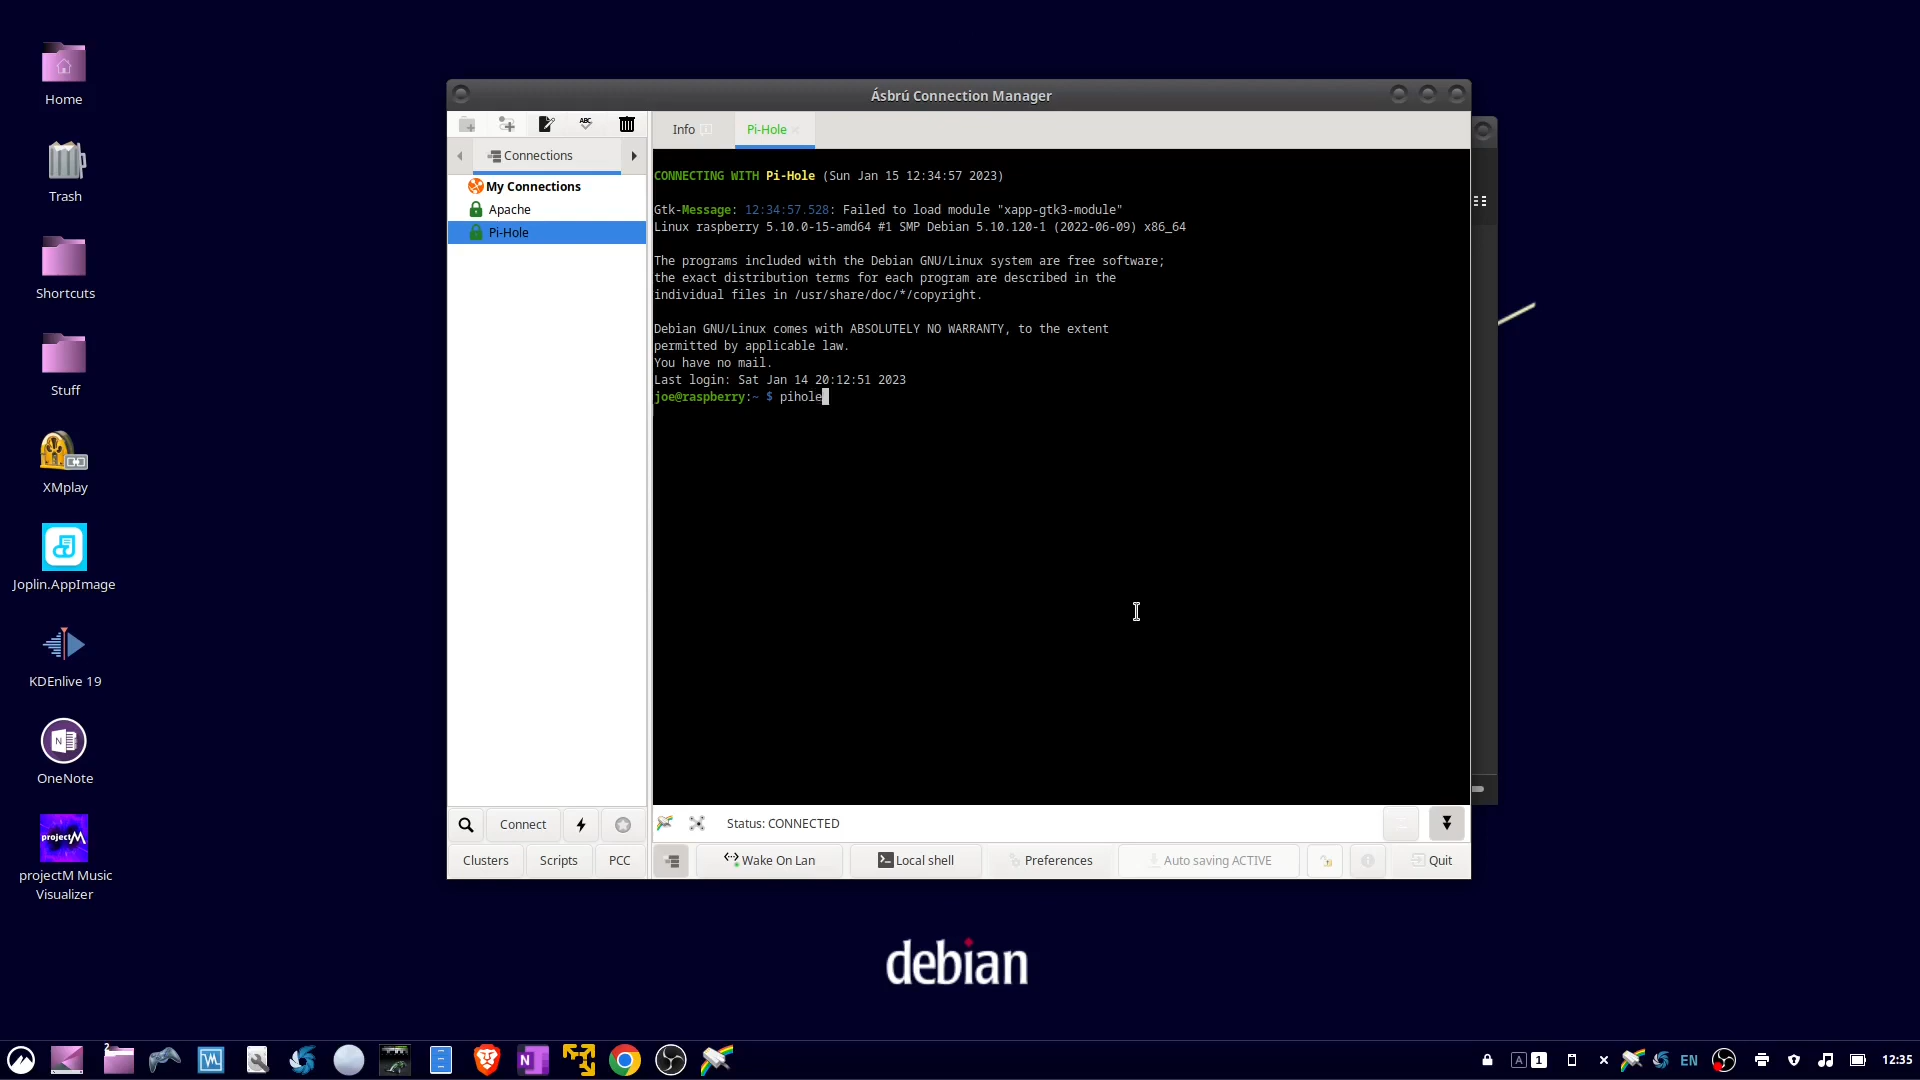 Home
Trash
Shortcuts
Stuff
XMplay
Joplin.AppImage
KDEnlive 19
OneNote
projectM
projectM Music
Visualizer
Ásbrú Connection Manager
ABC
Connections
My Connections
Apache
Pi-Hole
Info
Pi-Hole
CONNECTING WITH Pi-Hole (Sun Jan 15 12:34:57 2023)
Gtk-Message: 12:34:57.528: Failed to load module "xapp-gtk3-module"
Linux raspberry 5.10.0-15-amd64 #1 SMP Debian 5.10.120-1 (2022-06-09) x86_64
The programs included with the Debian GNU/Linux system are free software;
the exact distribution terms for each program are described in the
individual files in /usr/share/doc/*/copyright.
Debian GNU/Linux comes with ABSOLUTELY NO WARRANTY, to the extent
permitted by applicable law.
You have no mail.
Last login: Sat Jan 14 20:12:51 2023
joe@raspberry:~ $ pihole
Connect
Status: CONNECTED
Clusters
Scripts
PCC
Wake On Lan
Local shell
Preferences
Auto saving ACTIVE
Quit
debian
2
N
A
1
EN
12:35